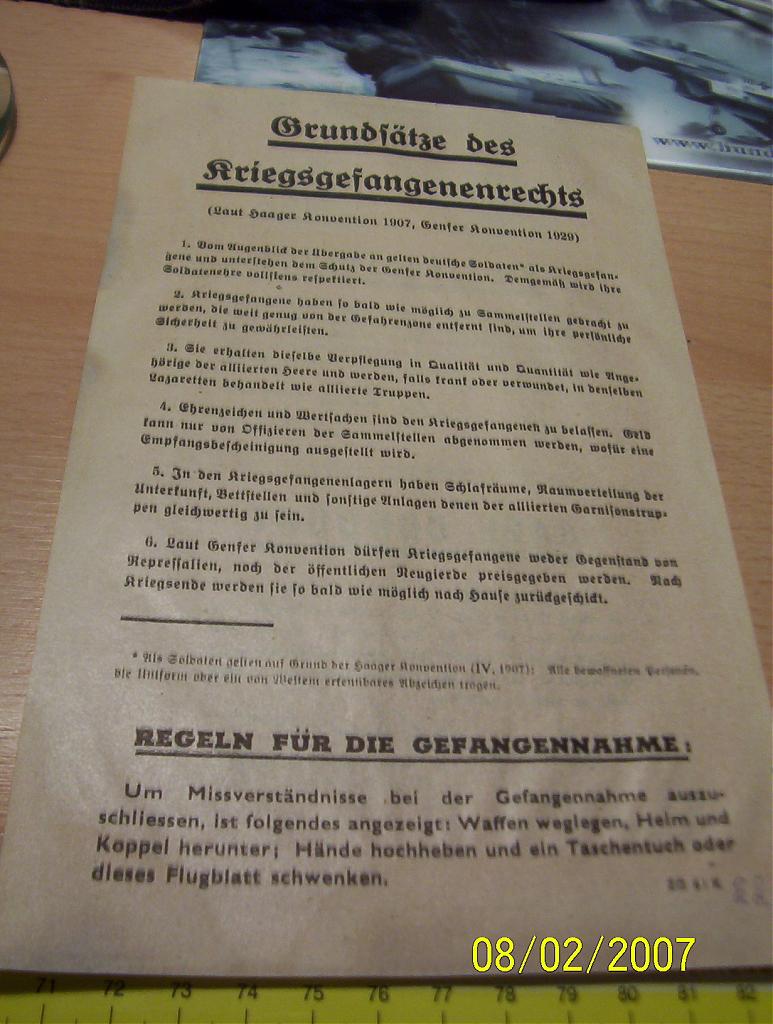 Grundsätze des
Kriegsgefangenenrechts
(Laut Haager Konvention 1907, Genfer Konvention 1929)
1. Vom Augenblick der Übergabe an gelten deutsche Soldaten* als Kriegsgefan-
gene und unterstehen dem Schutz der Genfer Konvention. Demgemäß wird ihre
Soldatenehre vollstens respektiert.
2. Kriegsgefangene haben so bald wie möglich zu Sammelstellen gebracht zu
werden, die weit genug von der Gefahrenzone entfernt sind, um ihre persönliche
Sicherheit zu gewährleisten.
3. Sie erhalten dieselbe Verpflegung in Qualität und Quantität wie Ange-
hörige der alliierten Heere und werden, falls krank oder verwundet, in denselben
Lazaretten behandelt wie alliierte Truppen.
4. Ehrenzeichen und Wertsachen sind den Kriegsgefangenen zu belassen. Geld
kann nur von Offizieren der Sammelstellen abgenommen werden, wofür eine
Empfangsbescheinigung ausgestellt wird.
5. In den Kriegsgefangenenlagern haben Schlafräume, Raumverteilung der
Unterkunft, Bettstellen und sonstige Anlagen denen der alliierten Garnisonstrup-
pen gleichwertig zu sein.
6. Laut Genfer Konvention dürfen Kriegsgefangene weder Gegenstand von
Repressalien, noch der öffentlichen Neugierde preisgegeben werden. Nach
Kriegsende werden sie so bald wie möglich nach Hause zurückgeschickt.
* Als Soldaten gelten auf Grund der Haager Konvention (IV, 1907): Alle bewaffneten Personen,
die Uniform oder ein von Weitem erkennbares Abzeichen tragen.
REGELN FÜR DIE GEFANGENNAHME:
Um Missverständnisse bei der Gefangennahme auszu-
schliessen, ist folgendes angezeigt: Waffen weglegen, Helm und
Koppel herunter; Hände hochheben und ein Taschentuch oder
dieses Flugblatt schwenken.
08/02/2007
71 72 73 74 75 76 77 78 79 80 81 82